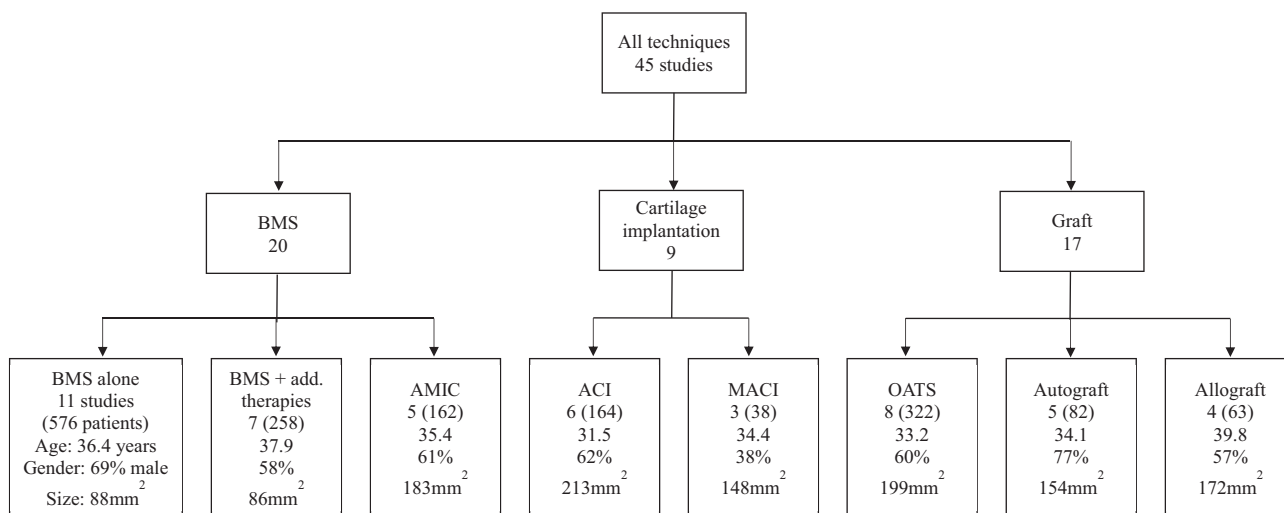 All techniques
45 studies
BMS
20
Cartilage
implantation
9
Graft
17
BMS alone
11 studies
(576 patients)
Age: 36.4 years
Gender: 69% male
Size: 88mm²
BMS + add.
therapies
7 (258)
37.9
58%
86mm²
AMIC
5 (162)
35.4
61%
183mm²
ACI
6 (164)
31.5
62%
213mm²
MACI
3 (38)
34.4
38%
148mm²
OATS
8 (322)
33.2
60%
199mm²
Autograft
5 (82)
34.1
77%
154mm²
Allograft
4 (63)
39.8
57%
172mm²